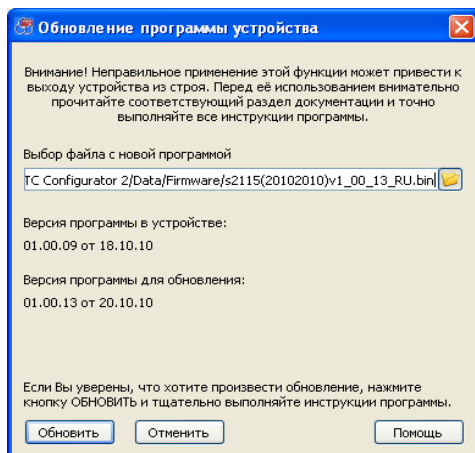 Обновление программы устройства
Внимание! Неправильное применение этой функции может привести к
выходу устройства из строя. Перед её использованием внимательно
прочитайте соответствующий раздел документации и точно
выполняйте все инструкции программы.
Выбор файла с новой программой
TC Configurator 2/Data/Firmware/s2115(20102010)v1_00_13_RU.bin
Версия программы в устройстве:
01.00.09 от 18.10.10
Версия программы для обновления:
01.00.13 от 20.10.10
Если Вы уверены, что хотите произвести обновление, нажмите
кнопку ОБНОВИТЬ и тщательно выполняйте инструкции программы.
Обновить Отменить Помощь